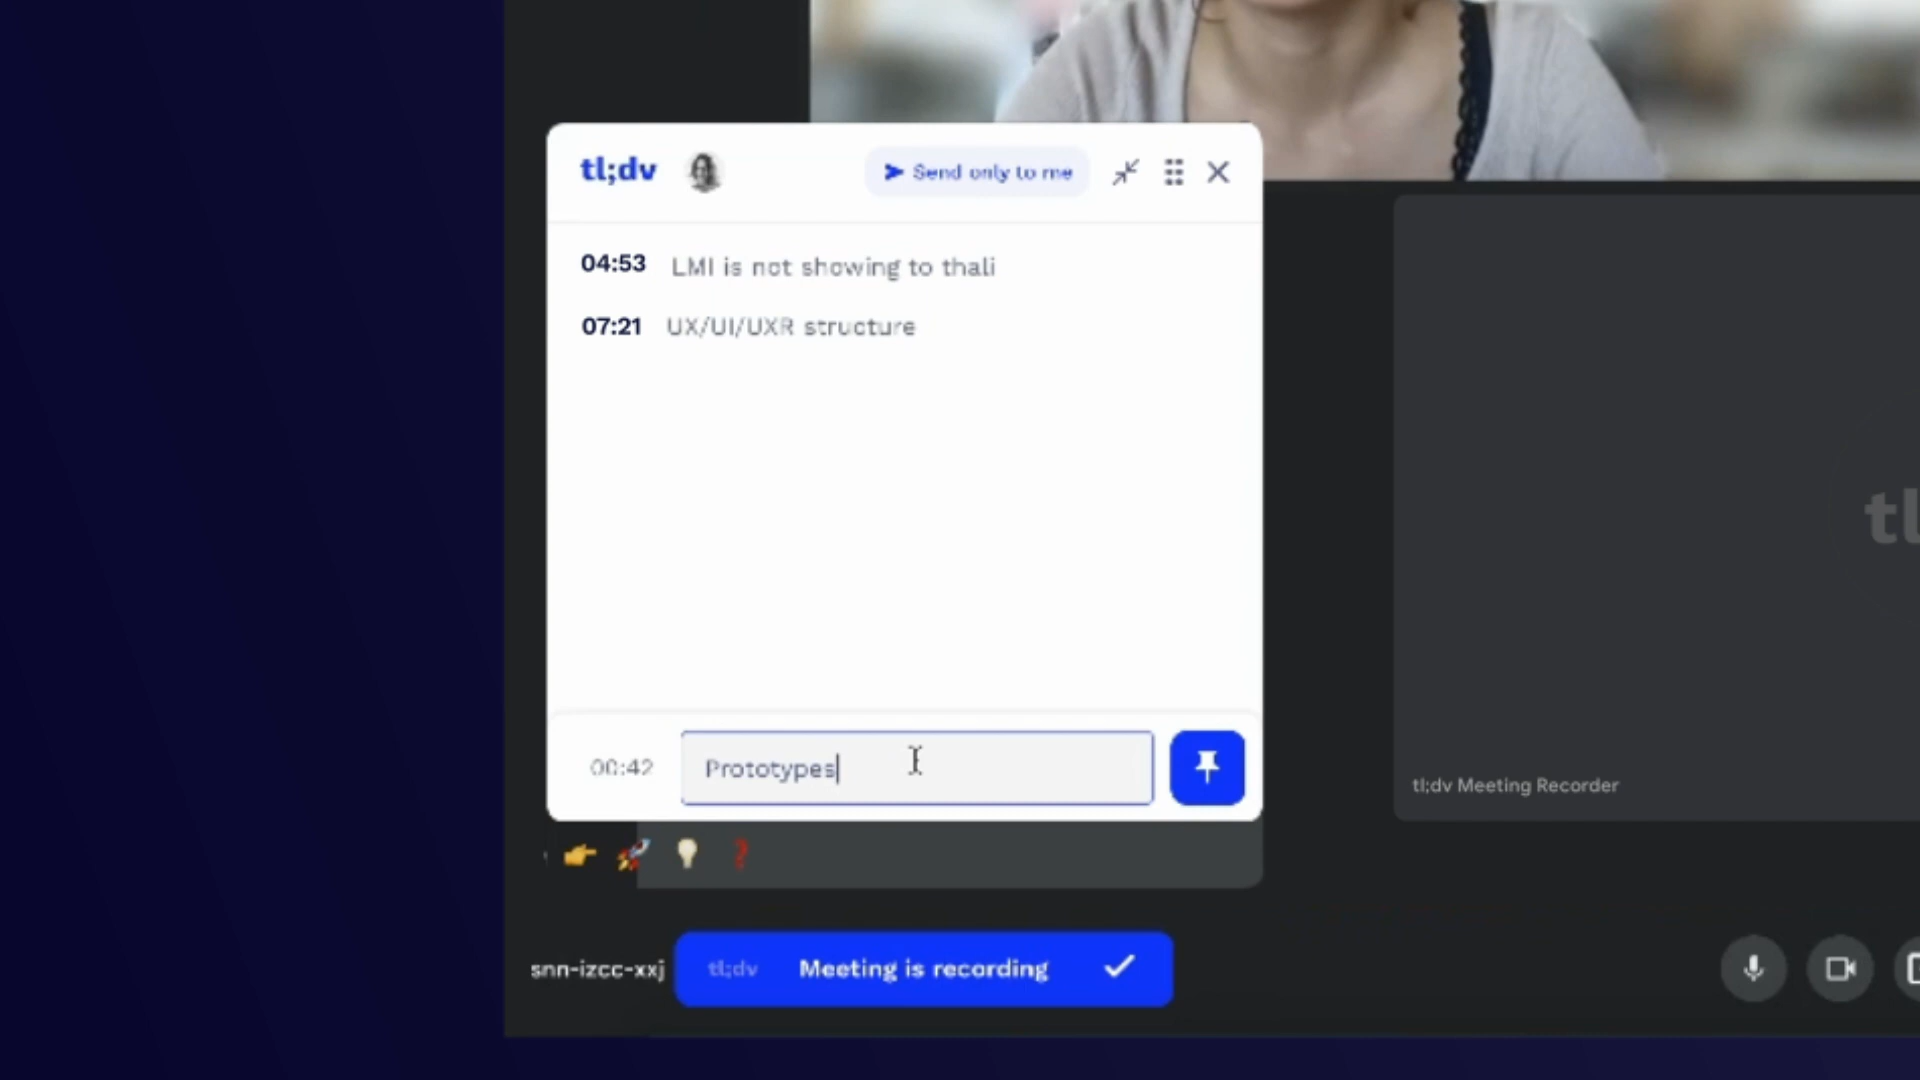 tl;dv Send only to me
04:53 LMI is not showing to thali
07:21 UX/UI/UXR structure
00:42 Prototypes
tl
tl;dv Meeting Recorder
snn-izcc-xxj tl;dv Meeting is recording